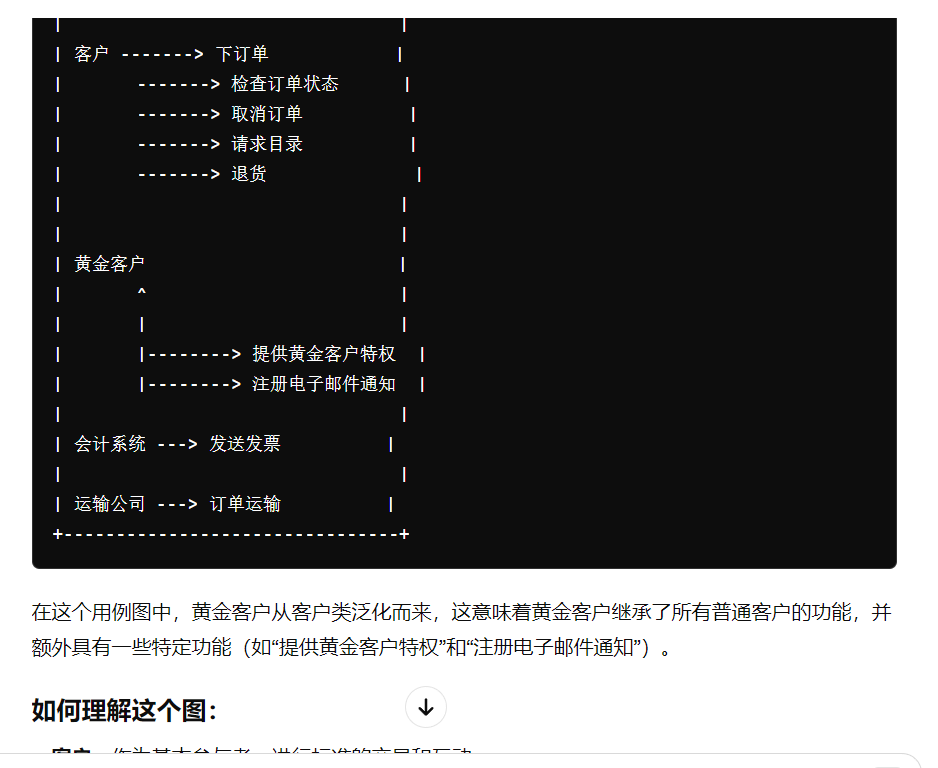 |                                 |
| 客户 -------> 下订单            |
|       -------> 检查订单状态      |
|       -------> 取消订单          |
|       -------> 请求目录          |
|       -------> 退货              |
|                                 |
|                                 |
| 黄金客户                        |
|       ^                         |
|       |                         |
|       |--------> 提供黄金客户特权  |
|       |--------> 注册电子邮件通知  |
|                                 |
| 会计系统 ---> 发送发票          |
|                                 |
| 运输公司 ---> 订单运输          |
+--------------------------------+
在这个用例图中，黄金客户从客户类泛化而来，这意味着黄金客户继承了所有普通客户的功能，并
额外具有一些特定功能（如“提供黄金客户特权”和“注册电子邮件通知”）。
如何理解这个图：